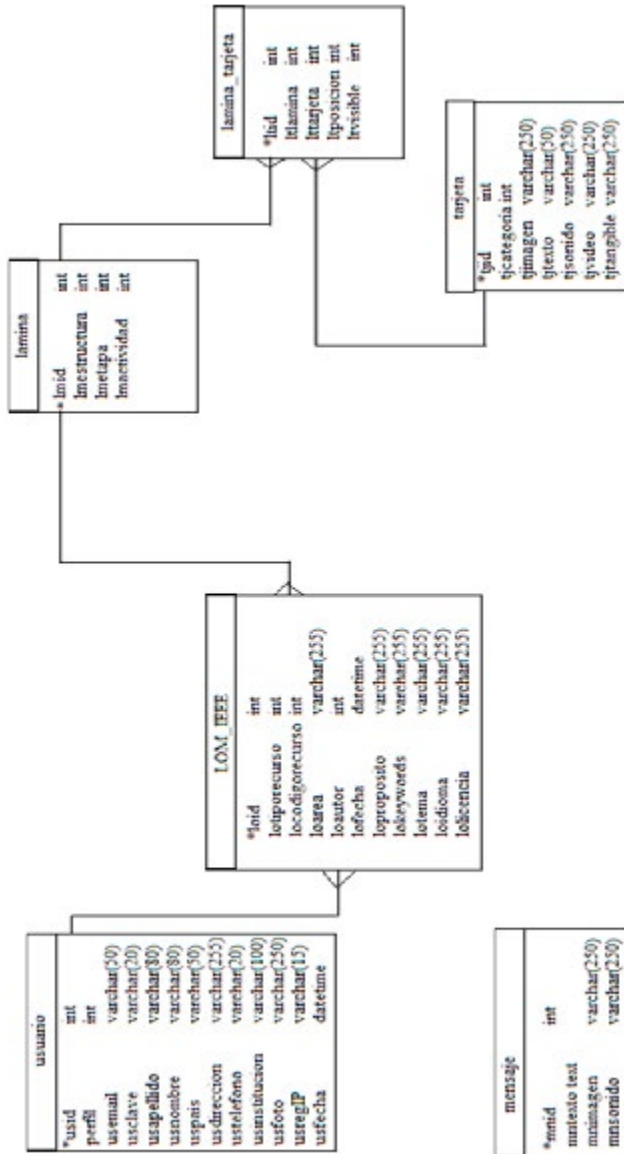 usuario
*usid int
perfil int
usemail varchar(50)
usclave varchar(20)
usapellido varchar(80)
usnombre varchar(80)
uspais varchar(50)
usdireccion varchar(255)
ustelefono varchar(20)
usinstitucion varchar(100)
usfoto varchar(250)
usregIP varchar(15)
usfecha datetime
mensaje
*mnid int
mntexto text
mnimagen varchar(250)
mnsonido varchar(250)
LOM_IEEE
*loid int
lotiporecurso int
locodigorecurso int
loarea varchar(255)
loautor int
lofecha datetime
loproposito varchar(255)
lokeywords varchar(255)
lotema varchar(255)
loidioma varchar(255)
lolicencia varchar(255)
lamina
* lmid int
lmestructura int
lmetapa int
lmactividad int
lamina_tarjeta
*ltid int
ltlamina int
lttarjeta int
ltposicion int
ltvisible int
tarjeta
*tjid int
tjcategoria int
tjimagen varchar(250)
tjtexto varchar(50)
tjsonido varchar(250)
tjvideo varchar(250)
tjtangible varchar(250)